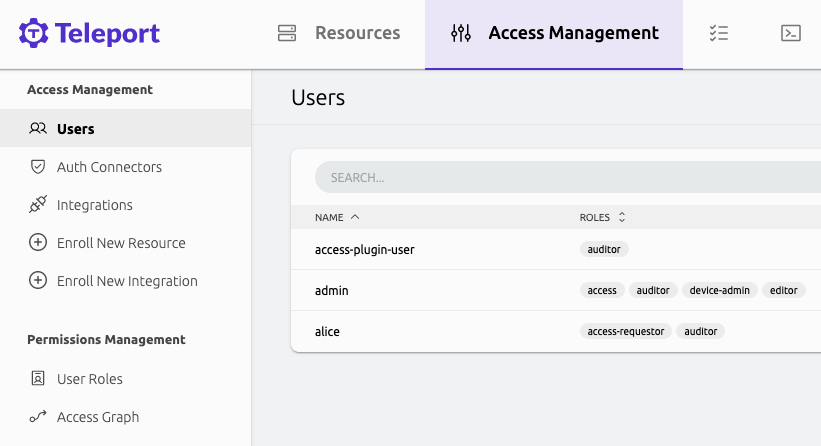 Teleport
Resources
Access Management
Access Management
Users
Auth Connectors
Integrations
Enroll New Resource
Enroll New Integration
Permissions Management
User Roles
Access Graph
Users
SEARCH...
NAME ROLES
access-plugin-user auditor
admin access auditor device-admin editor
alice access-requestor auditor